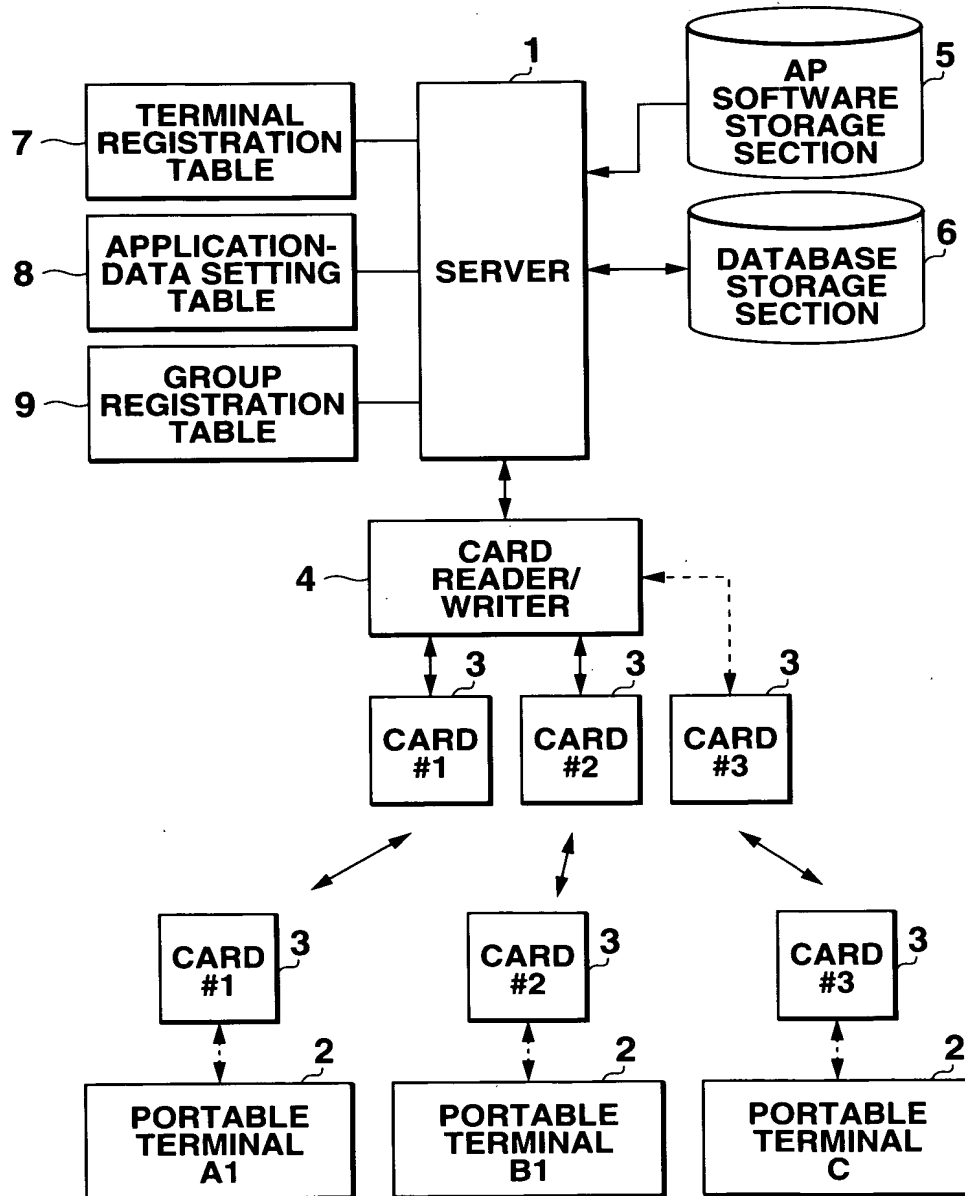 1
5
AP
SOFTWARE
STORAGE
SECTION
7
TERMINAL
REGISTRATION
TABLE
8
APPLICATION-
DATA SETTING
TABLE
SERVER
6
DATABASE
STORAGE
SECTION
9
GROUP
REGISTRATION
TABLE
4
CARD
READER/
WRITER
3
3
3
CARD
#1
CARD
#2
CARD
#3
CARD
#1
3
CARD
#2
3
CARD
#3
3
2
2
2
PORTABLE
TERMINAL
A1
PORTABLE
TERMINAL
B1
PORTABLE
TERMINAL
C